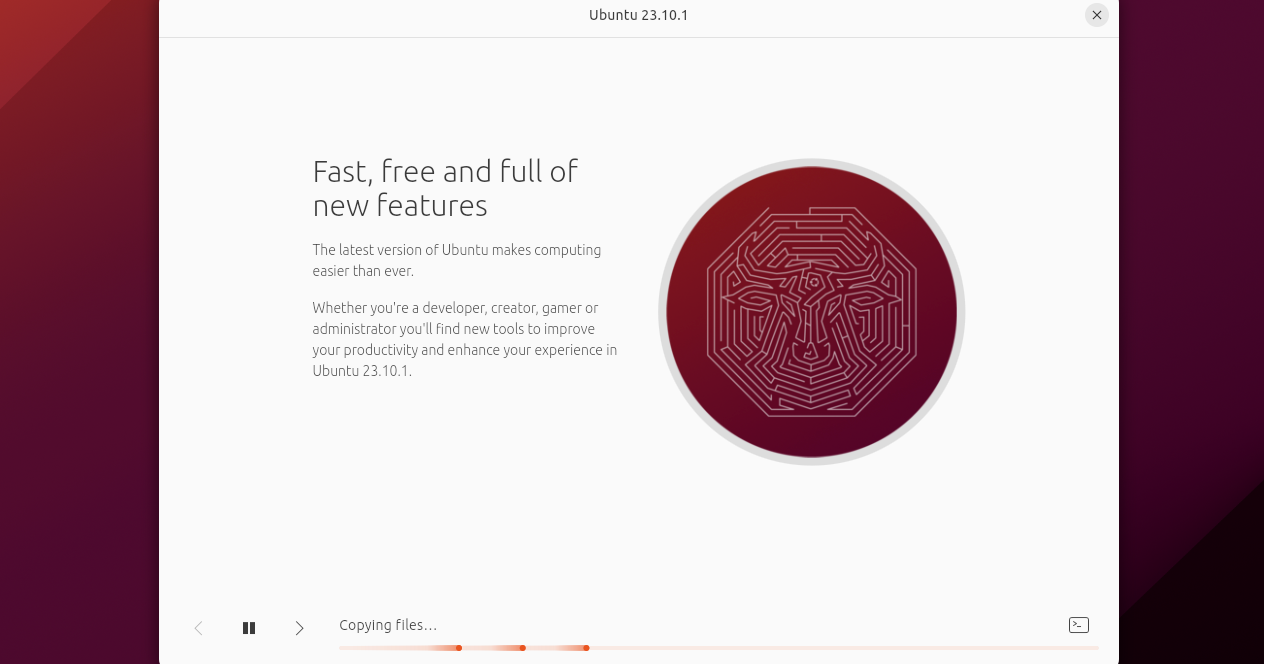 Ubuntu 23.10.1
Fast, free and full of
new features
The latest version of Ubuntu makes computing
easier than ever.
Whether you're a developer, creator, gamer or
administrator you'll find new tools to improve
your productivity and enhance your experience in
Ubuntu 23.10.1.
Copying files…